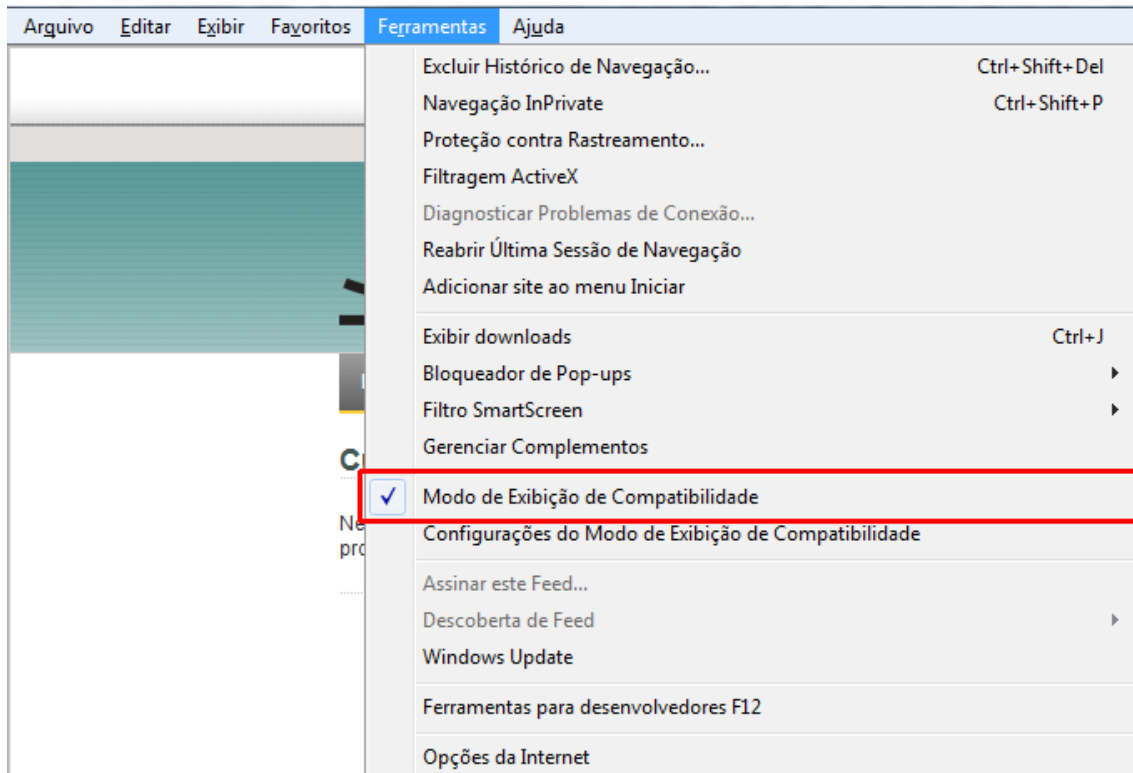 Arquivo Editar Exibir Favoritos Ferramentas Ajuda
Excluir Histórico de Navegação... Ctrl+Shift+Del
Navegação InPrivate Ctrl+Shift+P
Proteção contra Rastreamento...
Filtragem ActiveX
Diagnosticar Problemas de Conexão...
Reabrir Última Sessão de Navegação
Adicionar site ao menu Iniciar
Exibir downloads Ctrl+J
Bloqueador de Pop-ups
Filtro SmartScreen
Gerenciar Complementos
Modo de Exibição de Compatibilidade
Configurações do Modo de Exibição de Compatibilidade
Assinar este Feed...
Descoberta de Feed
Windows Update
Ferramentas para desenvolvedores F12
Opções da Internet